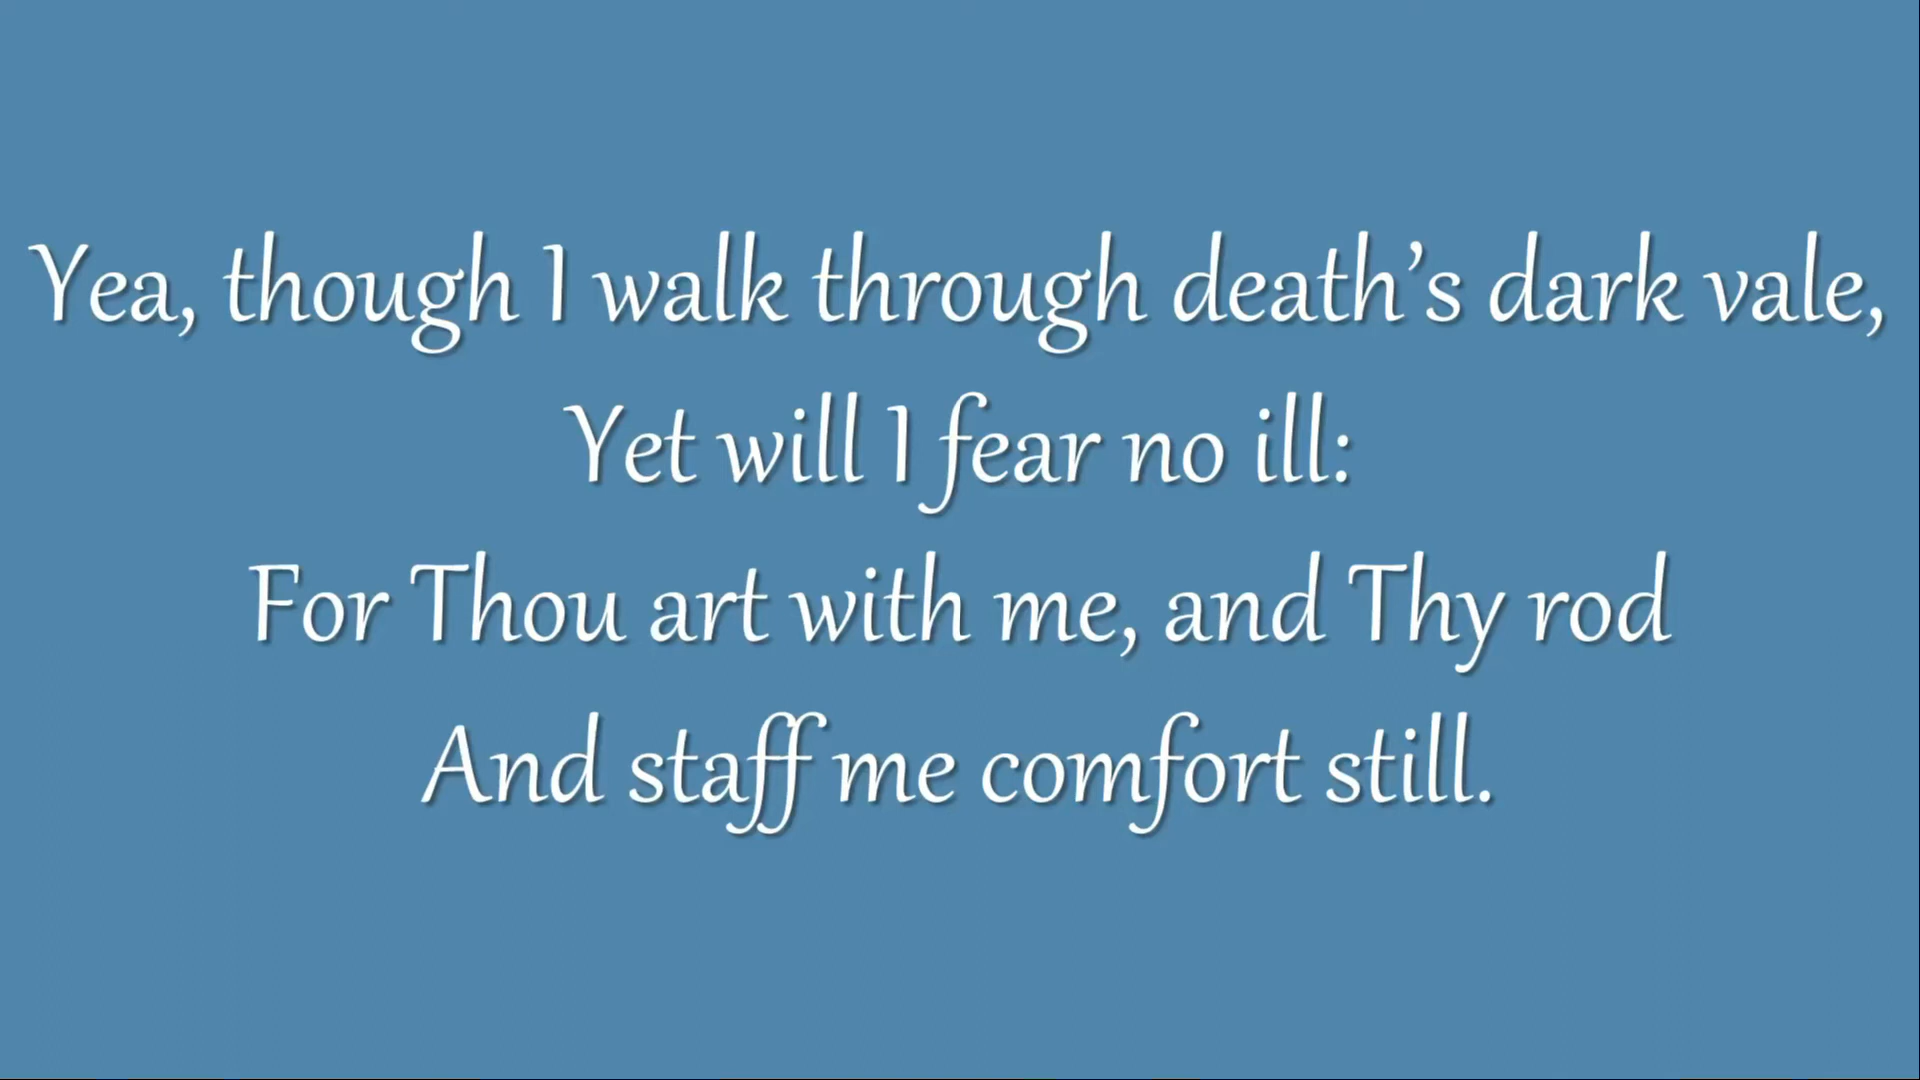 Yea, though I walk through death’s dark vale,
Yet will I fear no ill:
For Thou art with me, and Thy rod
And staff me comfort still.